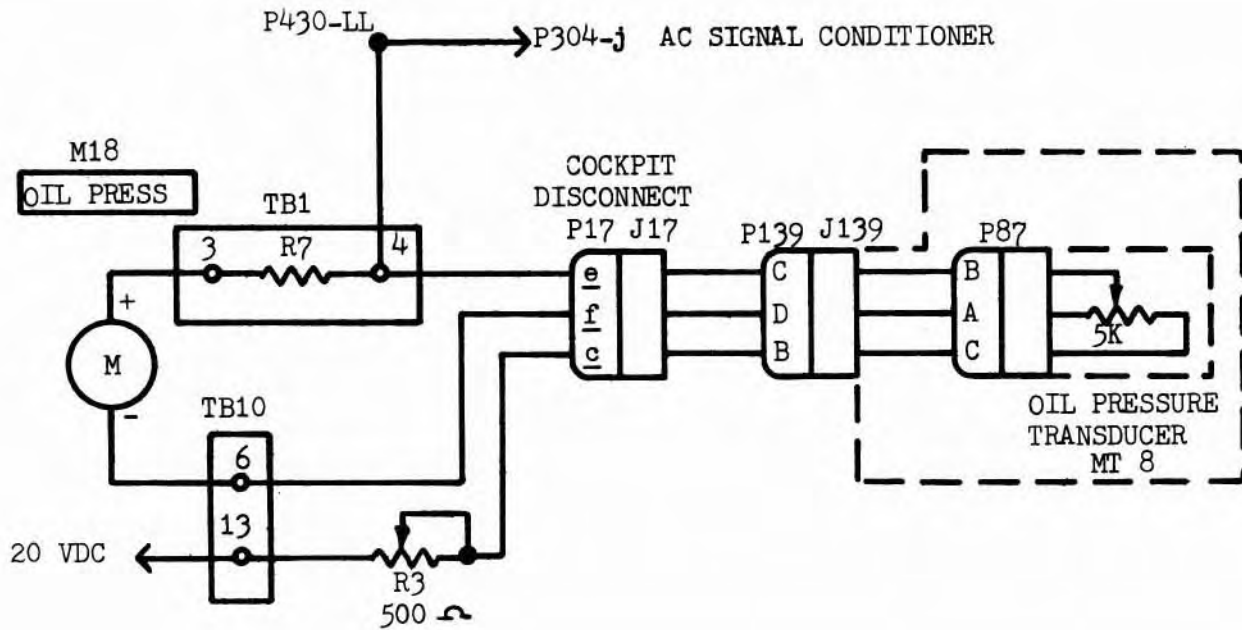 P430-LL
P304-j AC SIGNAL CONDITIONER
M18
OIL PRESS
TB1
3 R7 4
COCKPIT
DISCONNECT
P17 J17
P139 J139
P87
e C B
f D A
c B C
5K
+
M
-
TB10
6
13
20 VDC
R3
500 Ω
OIL PRESSURE
TRANSDUCER
MT 8